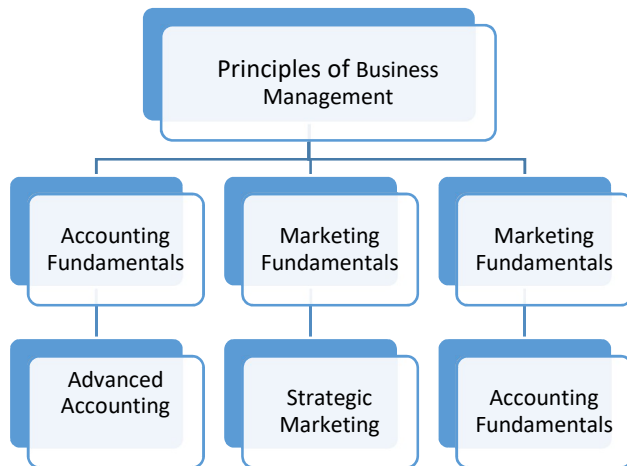 Principles of Business
Management
Accounting
Fundamentals
Marketing
Fundamentals
Marketing
Fundamentals
Advanced
Accounting
Strategic
Marketing
Accounting
Fundamentals